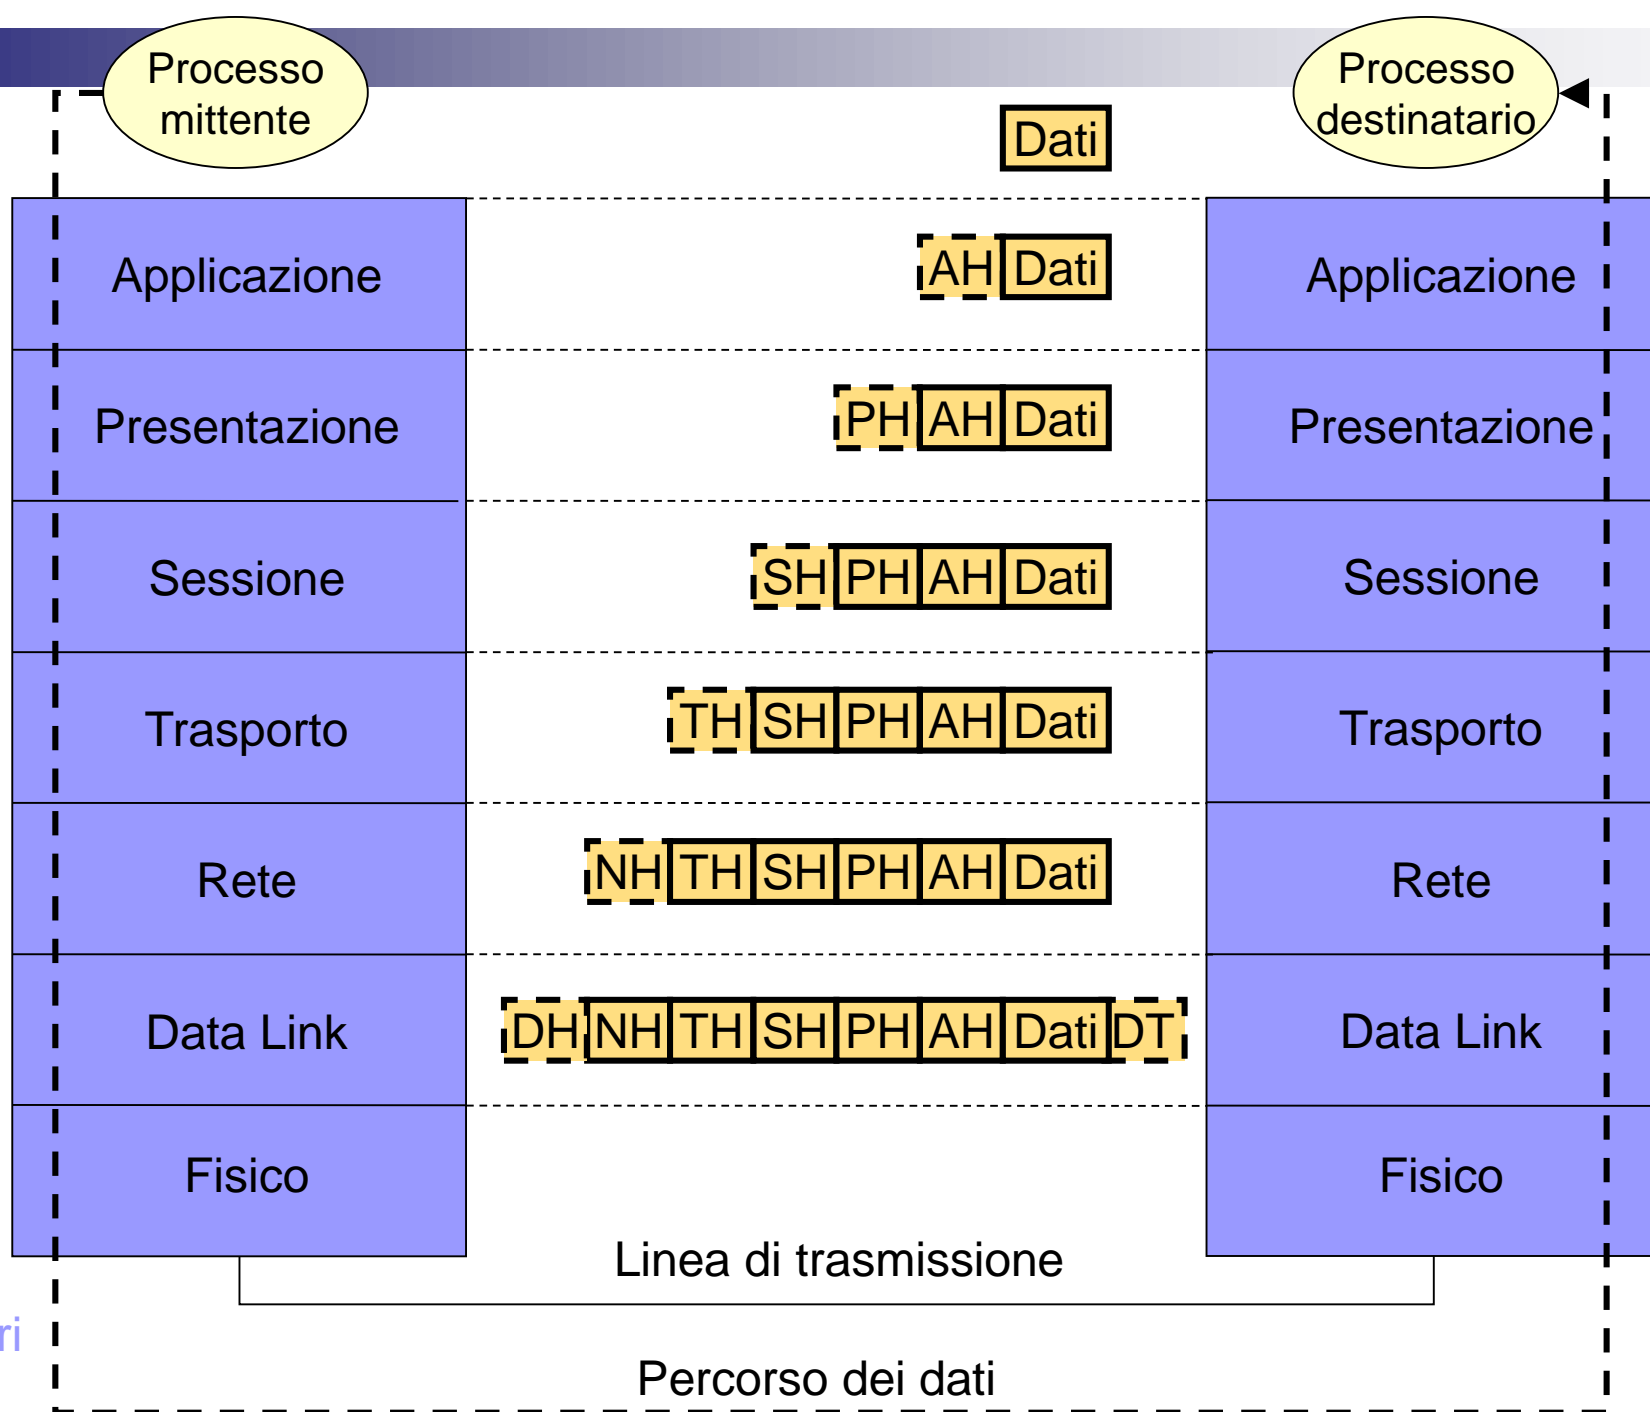 Processo
mittente
Processo
destinatario
Dati
Applicazione
AH Dati
Applicazione
Presentazione
PH AH Dati
Presentazione
Sessione
SH PH AH Dati
Sessione
Trasporto
TH SH PH AH Dati
Trasporto
Rete
NH TH SH PH AH Dati
Rete
Data Link
DH NH TH SH PH AH Dati DT
Data Link
Fisico
Fisico
Linea di trasmissione
ri
Percorso dei dati